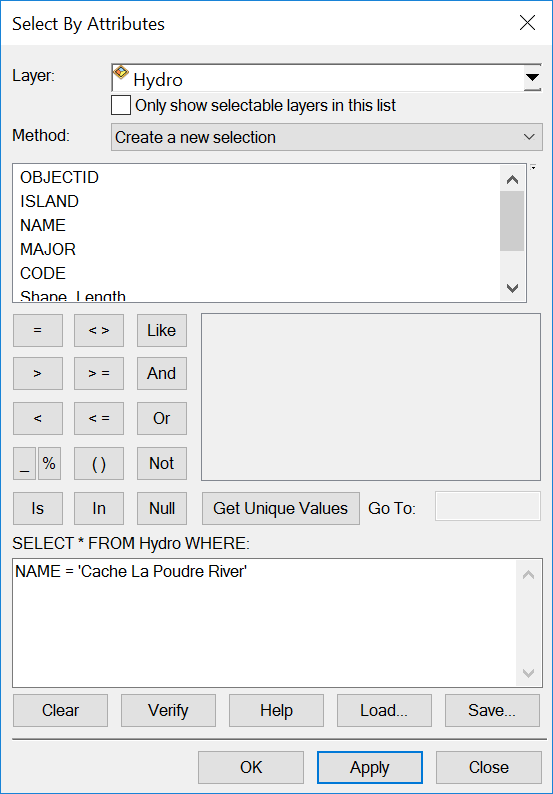 Select By Attributes
Layer: Hydro
Only show selectable layers in this list
Method: Create a new selection
OBJECTID
ISLAND
NAME
MAJOR
CODE
Shape_Length
= < > Like
> > = And
< < = Or
_ % ( ) Not
Is In Null Get Unique Values Go To:
SELECT * FROM Hydro WHERE:
NAME = 'Cache La Poudre River'
Clear Verify Help Load... Save...
OK Apply Close